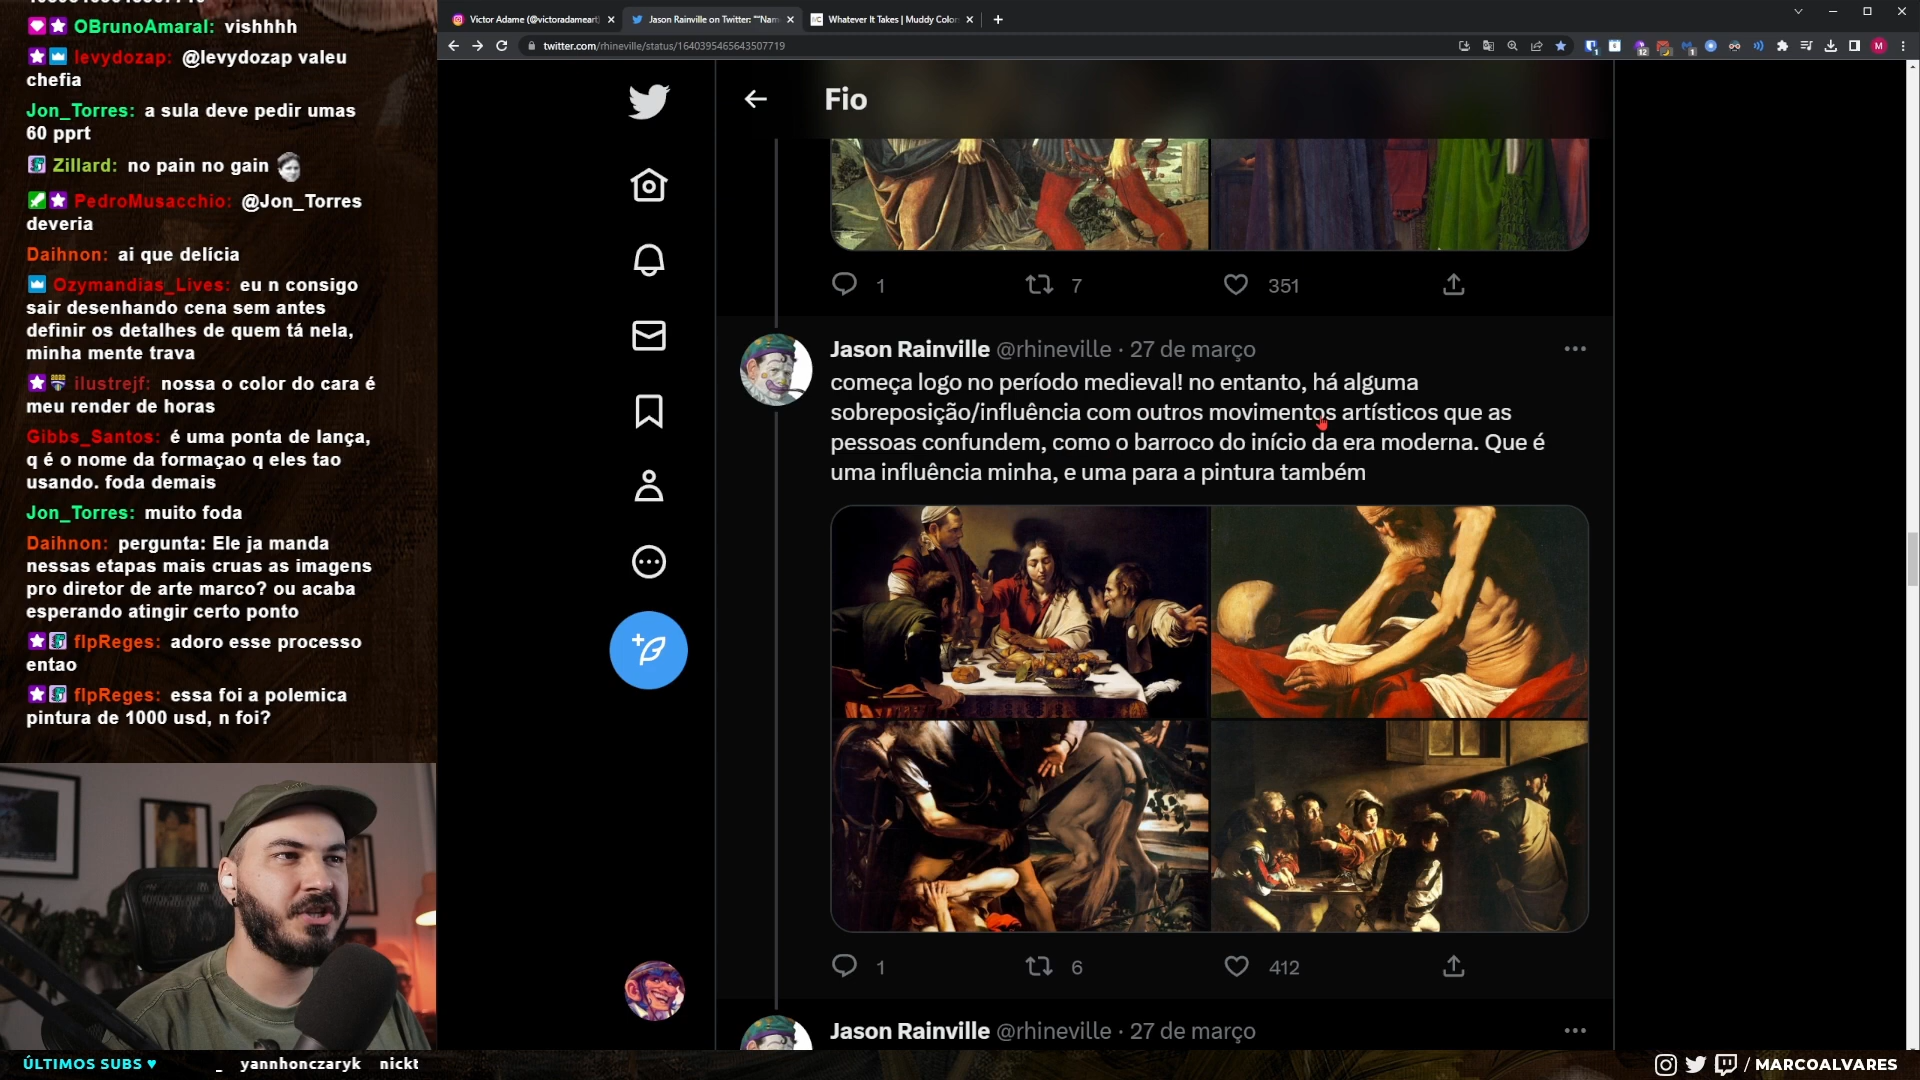 OBrunoAmaral: vishhhh
levydozap: @levydozap valeu
chefia
Jon_Torres: a sula deve pedir umas
60 pprt
Zillard: no pain no gain
PedroMusacchio: @Jon_Torres
deveria
Daihnon: ai que delícia
Ozymandias_Lives: eu n consigo
sair desenhando cena sem antes
definir os detalhes de quem tá nela,
minha mente trava
ilustrejf: nossa o color do cara é
meu render de horas
Gibbs_Santos: é uma ponta de lança,
q é o nome da formaçao q eles tao
usando. foda demais
Jon_Torres: muito foda
Daihnon: pergunta: Ele ja manda
nessas etapas mais cruas as imagens
pro diretor de arte marco? ou acaba
esperando atingir certo ponto
flpReges: adoro esse processo
entao
flpReges: essa foi a polemica
pintura de 1000 usd, n foi?
ÚLTIMOS SUBS
yannhonczaryk nickt
Victor Adame (@victoradameart)
Jason Rainville on Twitter: ""Nam
Whatever It Takes | Muddy Color
twitter.com/rhineville/status/1640395465643507719
Fio
1 7 351
Jason Rainville @rhineville · 27 de março
começa logo no período medieval! no entanto, há alguma
sobreposição/influência com outros movimentos artísticos que as
pessoas confundem, como o barroco do início da era moderna. Que é
uma influência minha, e uma para a pintura também
1 6 412
Jason Rainville @rhineville · 27 de março
/ MARCOALVARES